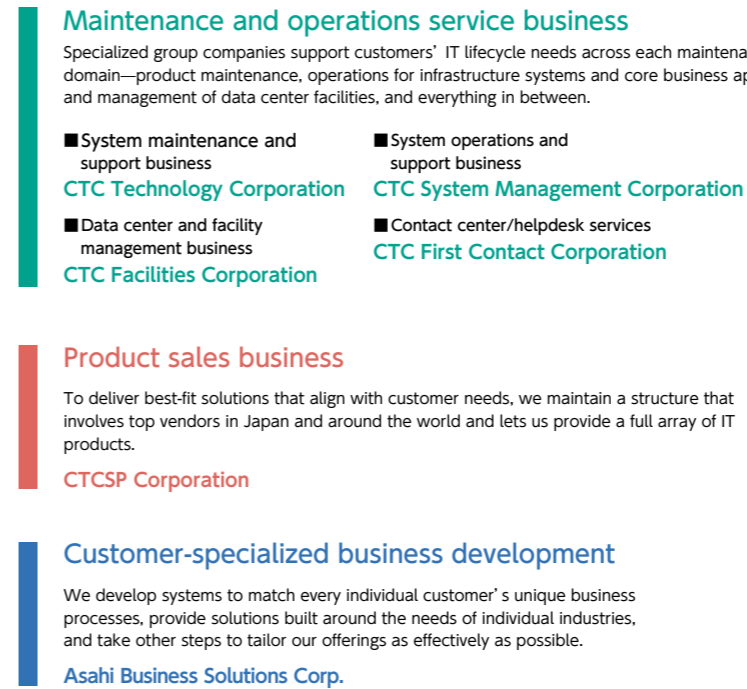 Maintenance and operations service business
Specialized group companies support customers’ IT lifecycle needs across each maintena
domain—product maintenance, operations for infrastructure systems and core business ap
and management of data center facilities, and everything in between.
■System maintenance and
support business
CTC Technology Corporation
■System operations and
support business
CTC System Management Corporation
■Data center and facility
management business
CTC Facilities Corporation
■Contact center/helpdesk services
CTC First Contact Corporation
Product sales business
To deliver best-fit solutions that align with customer needs, we maintain a structure that
involves top vendors in Japan and around the world and lets us provide a full array of IT
products.
CTCSP Corporation
Customer-specialized business development
We develop systems to match every individual customer’s unique business
processes, provide solutions built around the needs of individual industries,
and take other steps to tailor our offerings as effectively as possible.
Asahi Business Solutions Corp.